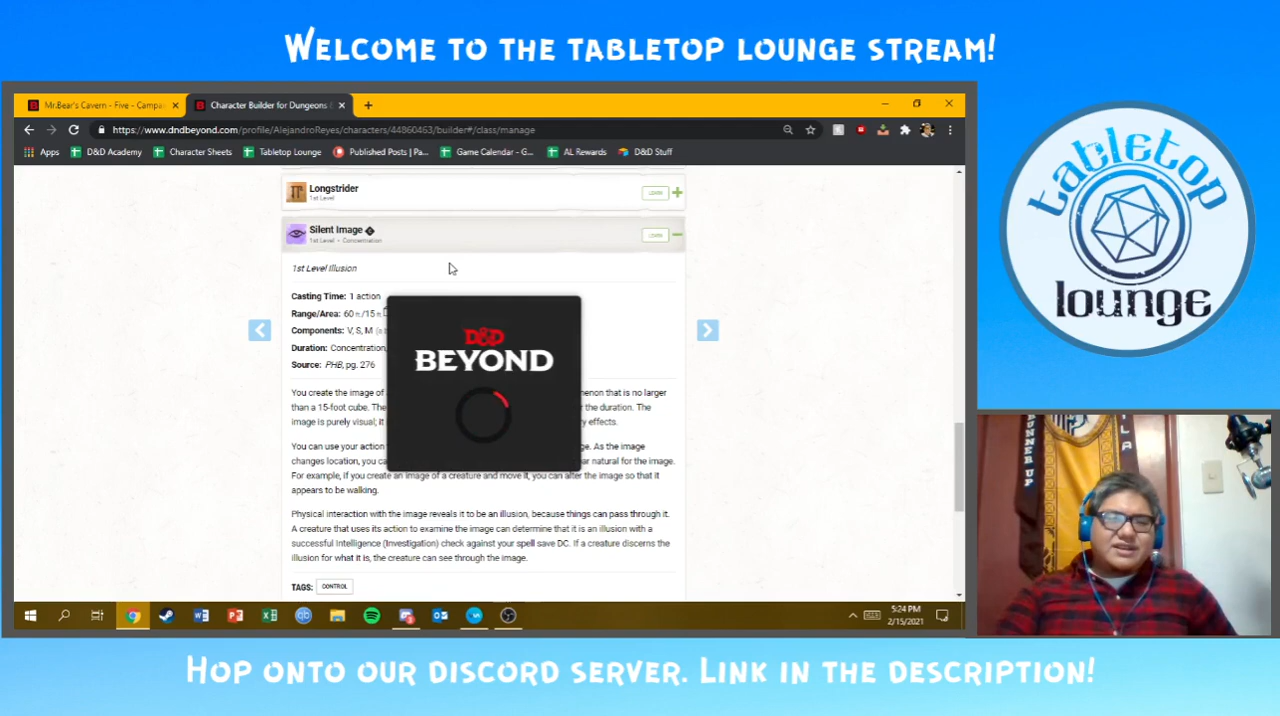 WELCOME TO THE TABLETOP LOUNGE STREAM!
Mr.Bear's Cavern - Five - Campa
Character Builder for Dungeons &
https://www.dndbeyond.com/profile/AlejandroReyes/characters/44860463/builder#/class/manage
Apps
D&D Academy
Character Sheets
Tabletop Lounge
Published Posts | Pa...
Game Calendar - G...
AL Rewards
D&D Stuff
Longstrider
LEARN
1st Level
Silent Image
LEARN
1st Level • Concentration
1st Level Illusion
Casting Time: 1 action
Range/Area: 60 ft./15 ft
Components: V, S, M
Duration: Concentration,
Source: PHB, pg. 276
D&D
BEYOND
You create the image of
enon that is no larger
than a 15-foot cube. The
r the duration. The
image is purely visual; it
y effects.
You can use your action
ge. As the image
changes location, you ca
ear natural for the image.
For example, if you create an image of a creature and move it, you can alter the image so that it
appears to be walking.
Physical interaction with the image reveals it to be an illusion, because things can pass through it.
A creature that uses its action to examine the image can determine that it is an illusion with a
successful Intelligence (Investigation) check against your spell save DC. If a creature discerns the
illusion for what it is, the creature can see through the image.
TAGS: CONTROL
5:24 PM
2/15/2021
tabletop
lounge
RUNNER UP
ILA
HOP ONTO OUR DISCORD SERVER. LINK IN THE DESCRIPTION!